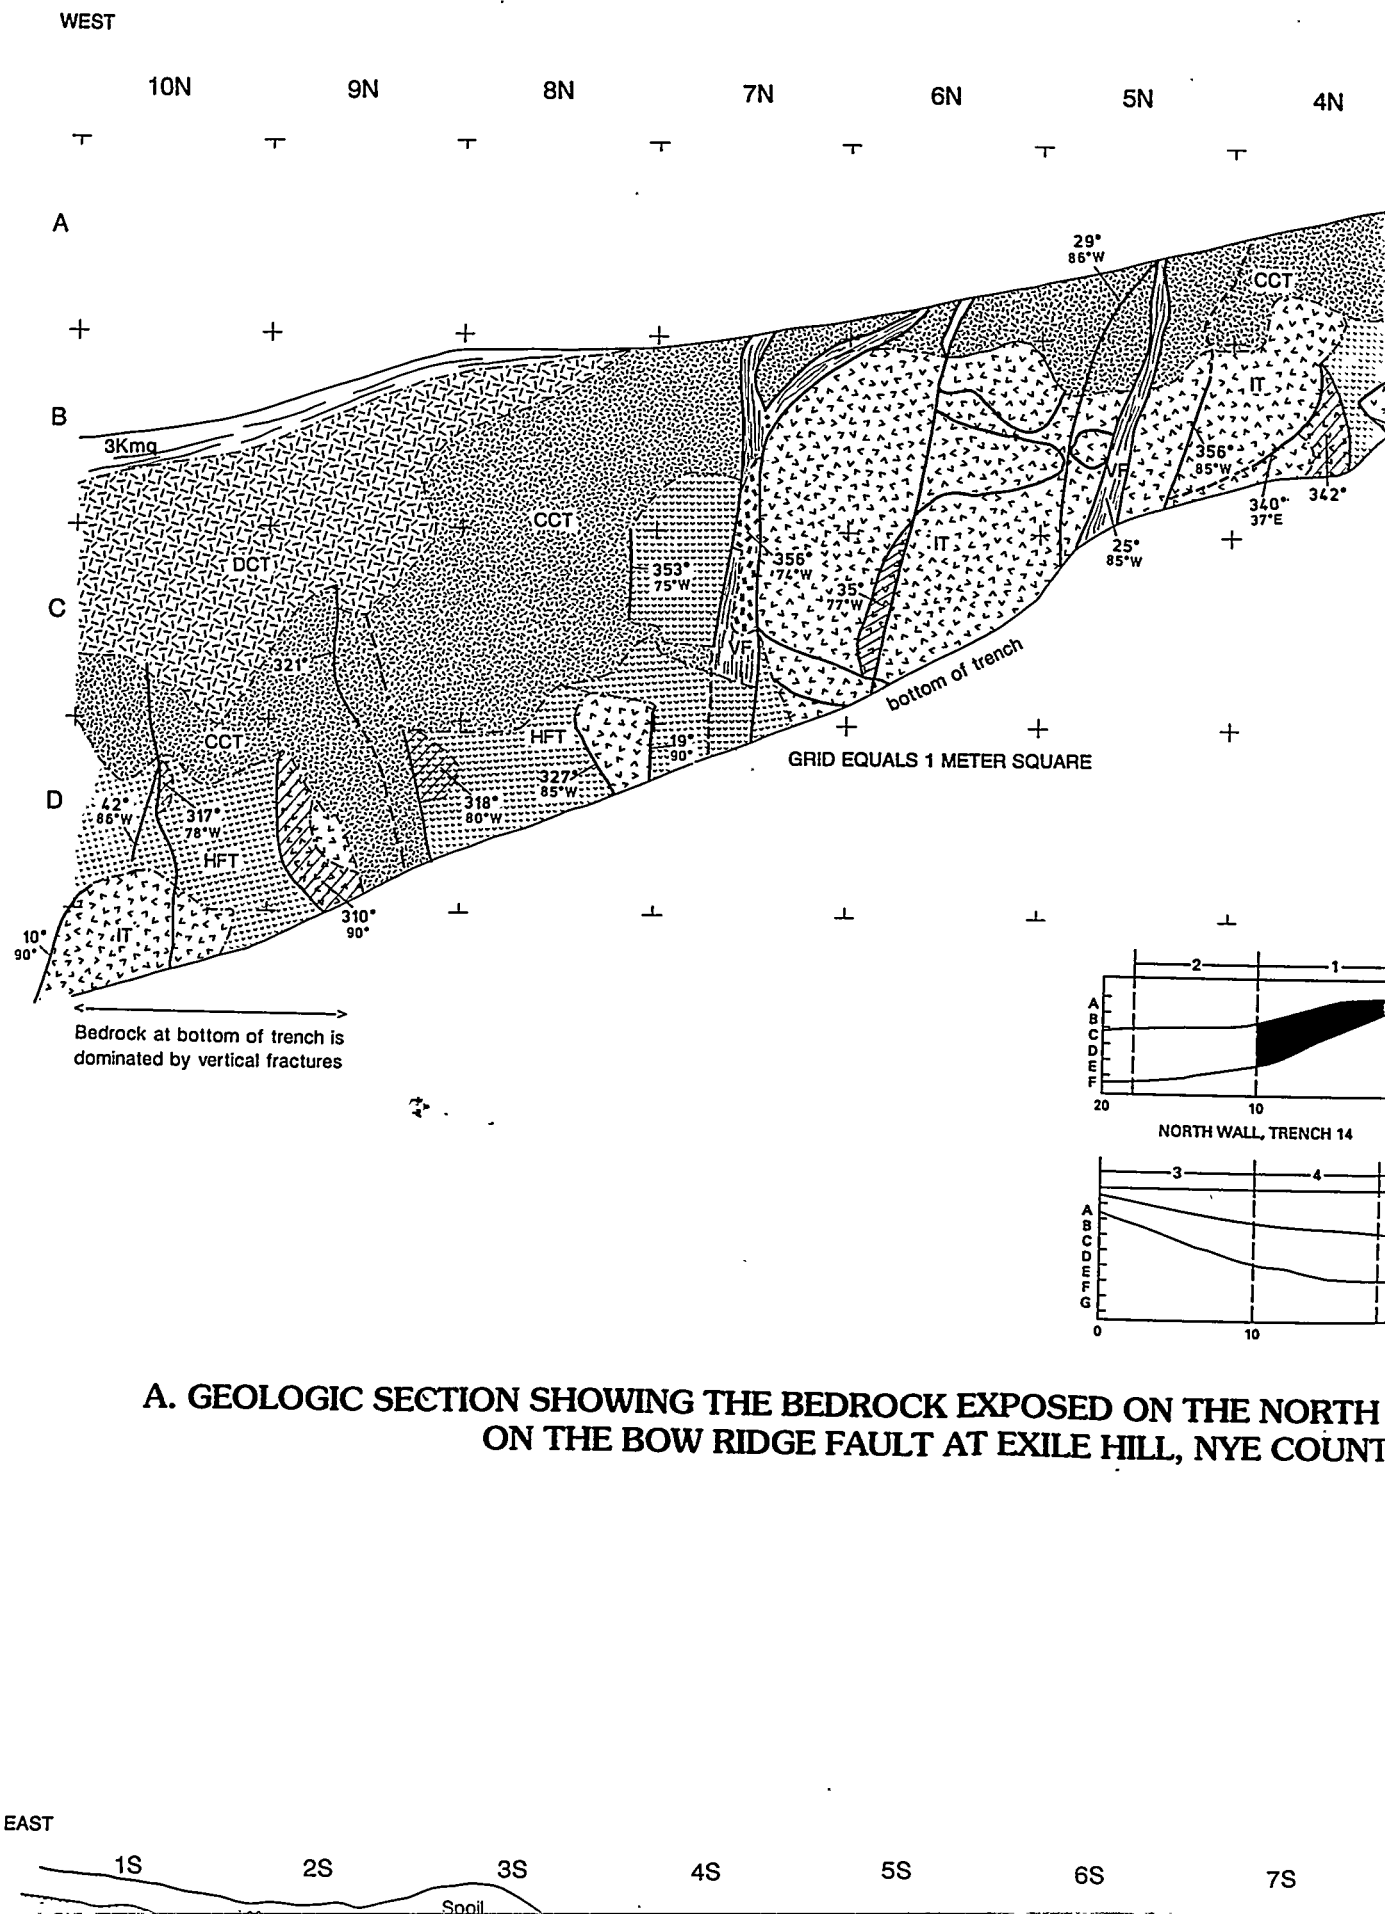 WEST
10N 9N 8N 7N 6N 5N 4N
A
29°
86°W
CCT
B
3Kmq
IT
356°
85°W
VF
342°
340°
37°E
CCT
IT
25°
85°W
DCT
353°
75°W
356°
74°W
35°
77°W
C
VF
321°
bottom of trench
CCT
HFT
19°
90°
GRID EQUALS 1 METER SQUARE
327°
85°W
D
42°
86°W
317°
78°W
318°
80°W
HFT
310°
90°
10°
90°
IT
Bedrock at bottom of trench is
dominated by vertical fractures
2 1
A
B
C
D
E
F
20 10
NORTH WALL, TRENCH 14
3 4
A
B
C
D
E
F
G
0 10
A. GEOLOGIC SECTION SHOWING THE BEDROCK EXPOSED ON THE NORTH
ON THE BOW RIDGE FAULT AT EXILE HILL, NYE COUNT
EAST
1S 2S 3S 4S 5S 6S 7S
Spoil